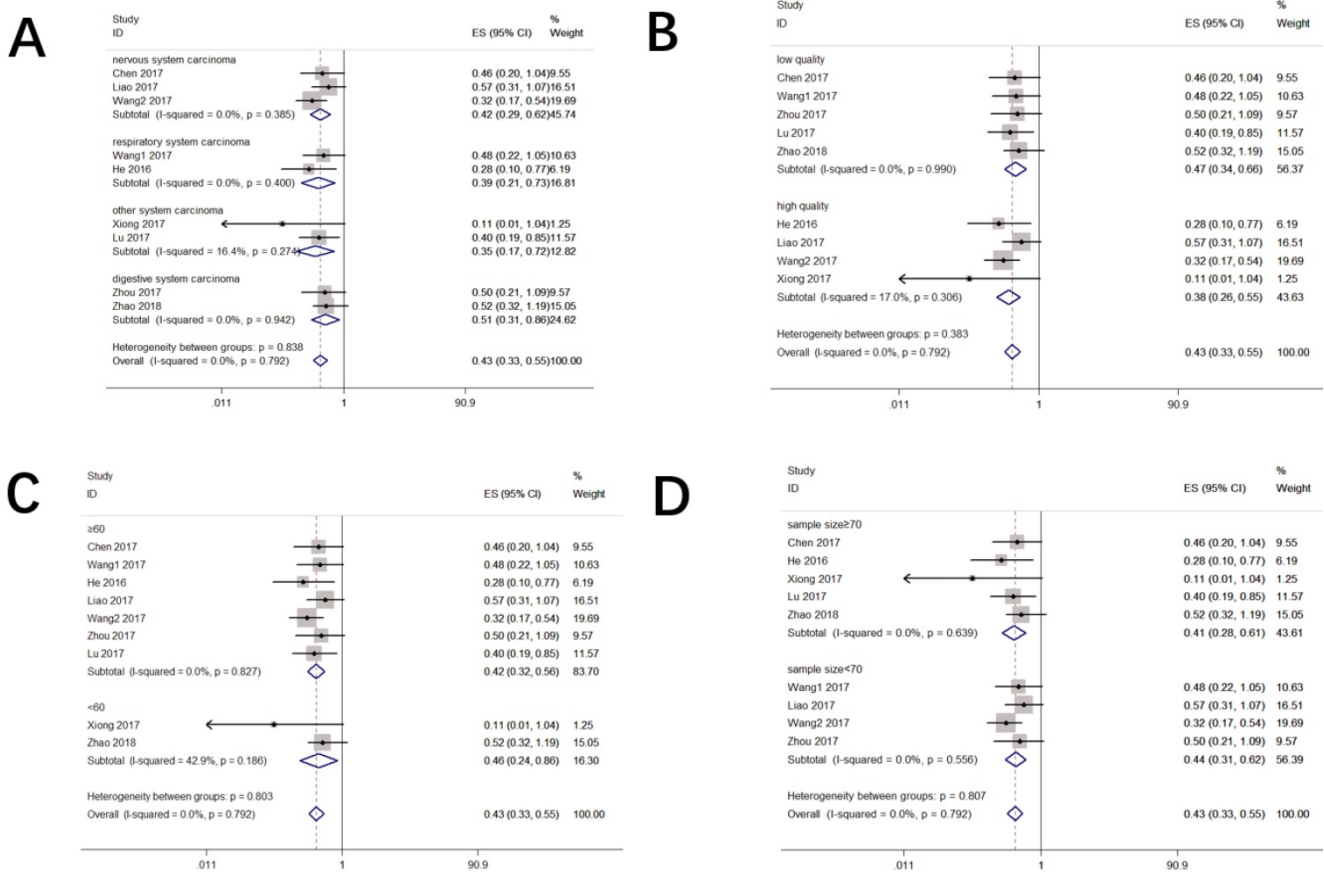 A
Study %
ID ES (95% CI) Weight
nervous system carcinoma
Chen 2017 0.46 (0.20, 1.04)9.55
Liao 2017 0.57 (0.31, 1.07)16.51
Wang2 2017 0.32 (0.17, 0.54)19.69
Subtotal (I-squared = 0.0%, p = 0.385) 0.42 (0.29, 0.62)45.74
respiratory system carcinoma
Wang1 2017 0.48 (0.22, 1.05)10.63
He 2016 0.28 (0.10, 0.77)6.19
Subtotal (I-squared = 0.0%, p = 0.400) 0.39 (0.21, 0.73)16.81
other system carcinoma
Xiong 2017 0.11 (0.01, 1.04)1.25
Lu 2017 0.40 (0.19, 0.85)11.57
Subtotal (I-squared = 16.4%, p = 0.274) 0.35 (0.17, 0.72)12.82
digestive system carcinoma
Zhou 2017 0.50 (0.21, 1.09)9.57
Zhao 2018 0.52 (0.32, 1.19)15.05
Subtotal (I-squared = 0.0%, p = 0.942) 0.51 (0.31, 0.86)24.62
Heterogeneity between groups: p = 0.838
Overall (I-squared = 0.0%, p = 0.792) 0.43 (0.33, 0.55)100.00
.011 1 90.9
B
Study %
ID ES (95% CI) Weight
low quality
Chen 2017 0.46 (0.20, 1.04) 9.55
Wang1 2017 0.48 (0.22, 1.05) 10.63
Zhou 2017 0.50 (0.21, 1.09) 9.57
Lu 2017 0.40 (0.19, 0.85) 11.57
Zhao 2018 0.52 (0.32, 1.19) 15.05
Subtotal (I-squared = 0.0%, p = 0.990) 0.47 (0.34, 0.66) 56.37
high quality
He 2016 0.28 (0.10, 0.77) 6.19
Liao 2017 0.57 (0.31, 1.07) 16.51
Wang2 2017 0.32 (0.17, 0.54) 19.69
Xiong 2017 0.11 (0.01, 1.04) 1.25
Subtotal (I-squared = 17.0%, p = 0.306) 0.38 (0.26, 0.55) 43.63
Heterogeneity between groups: p = 0.383
Overall (I-squared = 0.0%, p = 0.792) 0.43 (0.33, 0.55) 100.00
.011 1 90.9
C
Study %
ID ES (95% CI) Weight
≥60
Chen 2017 0.46 (0.20, 1.04) 9.55
Wang1 2017 0.48 (0.22, 1.05) 10.63
He 2016 0.28 (0.10, 0.77) 6.19
Liao 2017 0.57 (0.31, 1.07) 16.51
Wang2 2017 0.32 (0.17, 0.54) 19.69
Zhou 2017 0.50 (0.21, 1.09) 9.57
Lu 2017 0.40 (0.19, 0.85) 11.57
Subtotal (I-squared = 0.0%, p = 0.827) 0.42 (0.32, 0.56) 83.70
<60
Xiong 2017 0.11 (0.01, 1.04) 1.25
Zhao 2018 0.52 (0.32, 1.19) 15.05
Subtotal (I-squared = 42.9%, p = 0.186) 0.46 (0.24, 0.86) 16.30
Heterogeneity between groups: p = 0.803
Overall (I-squared = 0.0%, p = 0.792) 0.43 (0.33, 0.55) 100.00
.011 1 90.9
D
Study %
ID ES (95% CI) Weight
sample size≥70
Chen 2017 0.46 (0.20, 1.04) 9.55
He 2016 0.28 (0.10, 0.77) 6.19
Xiong 2017 0.11 (0.01, 1.04) 1.25
Lu 2017 0.40 (0.19, 0.85) 11.57
Zhao 2018 0.52 (0.32, 1.19) 15.05
Subtotal (I-squared = 0.0%, p = 0.639) 0.41 (0.28, 0.61) 43.61
sample size<70
Wang1 2017 0.48 (0.22, 1.05) 10.63
Liao 2017 0.57 (0.31, 1.07) 16.51
Wang2 2017 0.32 (0.17, 0.54) 19.69
Zhou 2017 0.50 (0.21, 1.09) 9.57
Subtotal (I-squared = 0.0%, p = 0.556) 0.44 (0.31, 0.62) 56.39
Heterogeneity between groups: p = 0.807
Overall (I-squared = 0.0%, p = 0.792) 0.43 (0.33, 0.55) 100.00
.011 1 90.9